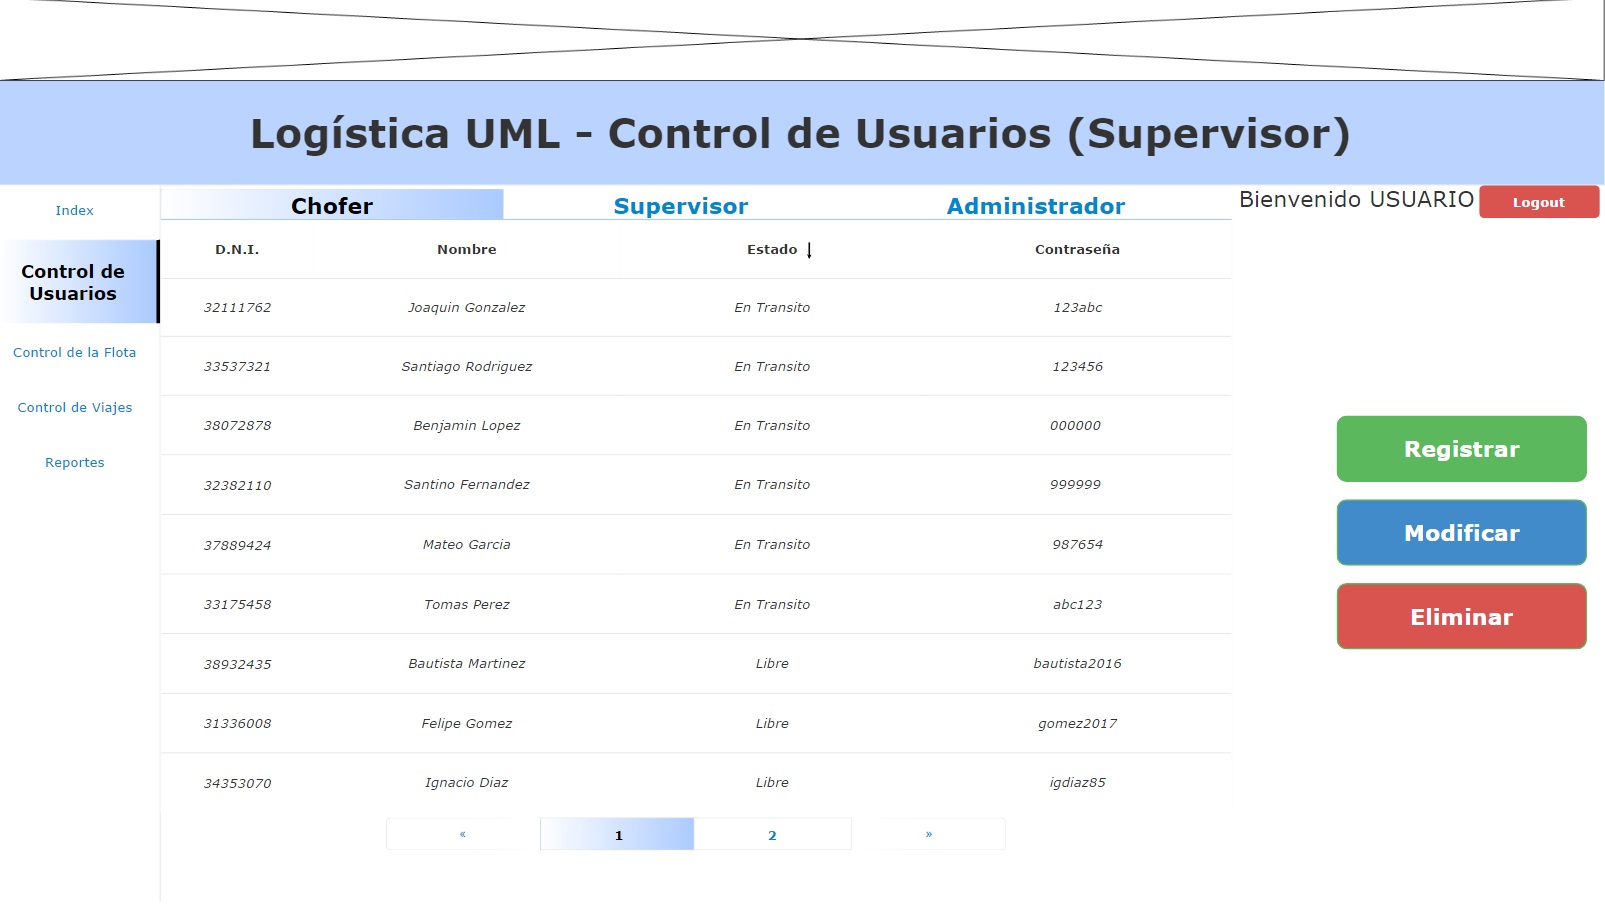 Logística UML - Control de Usuarios (Supervisor)
Bienvenido USUARIO Logout
Index
Control de
Usuarios
Control de la Flota
Control de Viajes
Reportes
Chofer Supervisor Administrador
D.N.I. Nombre Estado ↓ Contraseña
32111762 Joaquin Gonzalez En Transito 123abc
33537321 Santiago Rodriguez En Transito 123456
38072878 Benjamin Lopez En Transito 000000
32382110 Santino Fernandez En Transito 999999
37889424 Mateo Garcia En Transito 987654
33175458 Tomas Perez En Transito abc123
38932435 Bautista Martinez Libre bautista2016
31336008 Felipe Gomez Libre gomez2017
34353070 Ignacio Diaz Libre igdiaz85
« 1 2 »
Registrar
Modificar
Eliminar